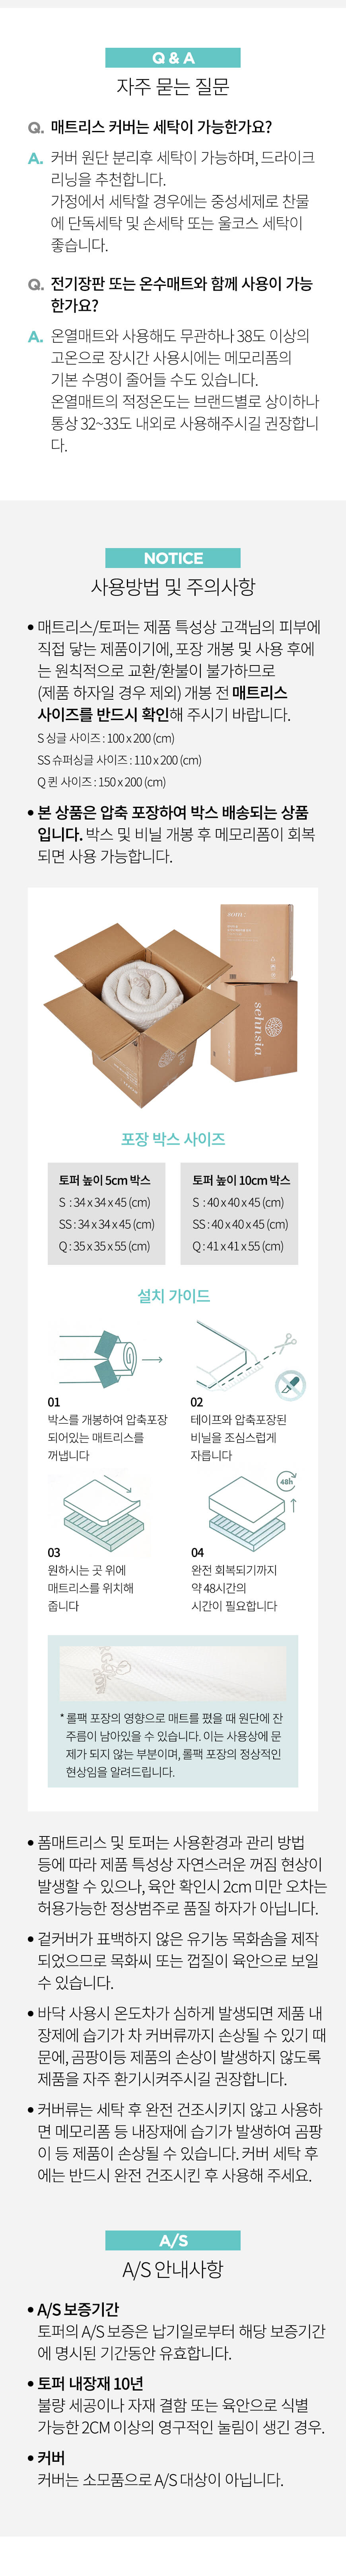 Q & A
자주 묻는 질문
Q. 매트리스 커버는 세탁이 가능한가요?
A. 커버 원단 분리후 세탁이 가능하며, 드라이크
리닝을 추천합니다.
가정에서 세탁할 경우에는 중성세제로 찬물
에 단독세탁 및 손세탁 또는 울코스 세탁이
좋습니다.
Q. 전기장판 또는 온수매트와 함께 사용이 가능
한가요?
A. 온열매트와 사용해도 무관하나 38도 이상의
고온으로 장시간 사용시에는 메모리폼의
기본 수명이 줄어들 수도 있습니다.
온열매트의 적정온도는 브랜드별로 상이하나
통상 32~33도 내외로 사용해주시길 권장합니
다.
NOTICE
사용방법 및 주의사항
• 매트리스/토퍼는 제품 특성상 고객님의 피부에
직접 닿는 제품이기에, 포장 개봉 및 사용 후에
는 원칙적으로 교환/환불이 불가하므로
(제품 하자일 경우 제외) 개봉 전 매트리스
사이즈를 반드시 확인해 주시기 바랍니다.
S 싱글 사이즈 : 100 x 200 (cm)
SS 슈퍼싱글 사이즈 : 110 x 200 (cm)
Q 퀸 사이즈 : 150 x 200 (cm)
• 본 상품은 압축 포장하여 박스 배송되는 상품
입니다. 박스 및 비닐 개봉 후 메모리폼이 회복
되면 사용 가능합니다.
sehnsia
포장 박스 사이즈
토퍼 높이 5cm 박스
S : 34 x 34 x 45 (cm)
SS : 34 x 34 x 45 (cm)
Q : 35 x 35 x 55 (cm)
토퍼 높이 10cm 박스
S : 40 x 40 x 45 (cm)
SS : 40 x 40 x 45 (cm)
Q : 41 x 41 x 55 (cm)
설치 가이드
01
박스를 개봉하여 압축포장
되어있는 매트리스를
꺼냅니다
02
테이프와 압축포장된
비닐을 조심스럽게
자릅니다
03
원하시는 곳 위에
매트리스를 위치해
줍니다
48h
04
완전 회복되기까지
약 48시간의
시간이 필요합니다
* 롤팩 포장의 영향으로 매트를 폈을 때 원단에 잔
주름이 남아있을 수 있습니다. 이는 사용상에 문
제가 되지 않는 부분이며, 롤팩 포장의 정상적인
현상임을 알려드립니다.
• 폼매트리스 및 토퍼는 사용환경과 관리 방법
등에 따라 제품 특성상 자연스러운 꺼짐 현상이
발생할 수 있으나, 육안 확인시 2cm 미만 오차는
허용가능한 정상범주로 품질 하자가 아닙니다.
• 겉커버가 표백하지 않은 유기농 목화솜을 제작
되었으므로 목화씨 또는 껍질이 육안으로 보일
수 있습니다.
• 바닥 사용시 온도차가 심하게 발생되면 제품 내
장제에 습기가 차 커버류까지 손상될 수 있기 때
문에, 곰팡이등 제품의 손상이 발생하지 않도록
제품을 자주 환기시켜주시길 권장합니다.
• 커버류는 세탁 후 완전 건조시키지 않고 사용하
면 메모리폼 등 내장재에 습기가 발생하여 곰팡
이 등 제품이 손상될 수 있습니다. 커버 세탁 후
에는 반드시 완전 건조시킨 후 사용해 주세요.
A/S
A/S 안내사항
• A/S 보증기간
토퍼의 A/S 보증은 납기일로부터 해당 보증기간
에 명시된 기간동안 유효합니다.
• 토퍼 내장재 10년
불량 세공이나 자재 결함 또는 육안으로 식별
가능한 2CM 이상의 영구적인 눌림이 생긴 경우.
• 커버
커버는 소모품으로 A/S 대상이 아닙니다.